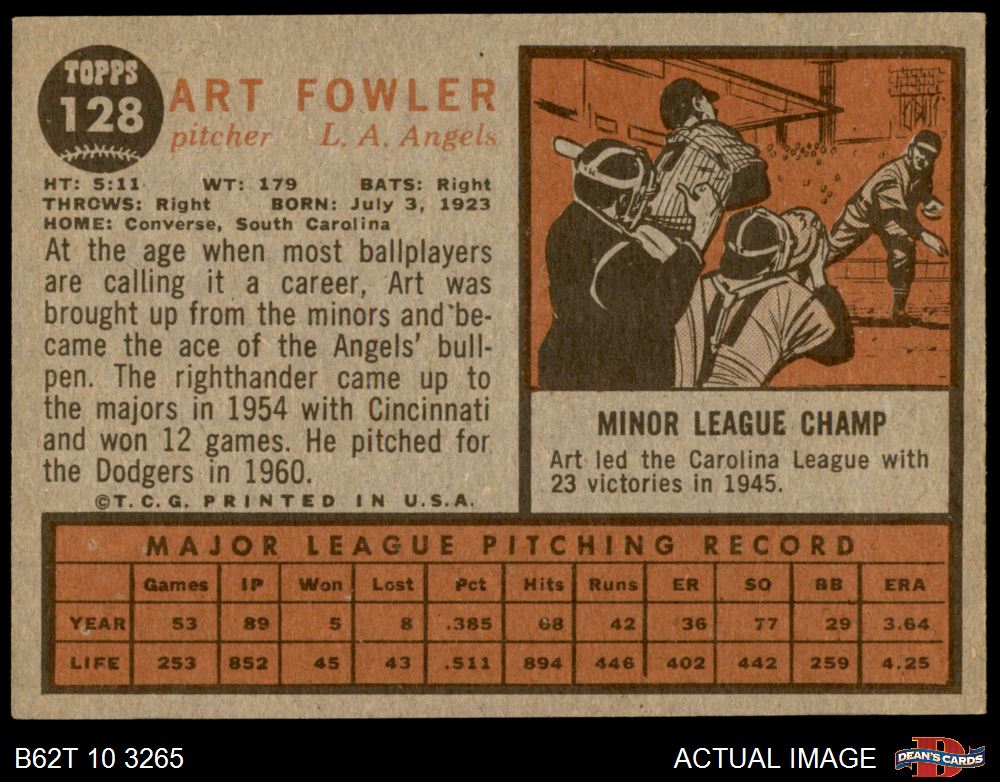 TOPPS
128
ART FOWLER
pitcher L. A. Angels
HT: 5:11 WT: 179 BATS: Right
THROWS: Right BORN: July 3, 1923
HOME: Converse, South Carolina
At the age when most ballplayers
are calling it a career, Art was
brought up from the minors and be-
came the ace of the Angels' bull-
pen. The righthander came up to
the majors in 1954 with Cincinnati
and won 12 games. He pitched for
the Dodgers in 1960.
©T.C.G. PRINTED IN U.S.A.
MINOR LEAGUE CHAMP
Art led the Carolina League with
23 victories in 1945.
MAJOR LEAGUE PITCHING RECORD
Games IP Won Lost Pct Hits Runs ER SO BB ERA
YEAR 53 89 5 8 .385 68 42 36 77 29 3.64
LIFE 253 852 45 43 .511 894 446 402 442 259 4.25
B62T 10 3265
ACTUAL IMAGE
DEAN'S CARDS